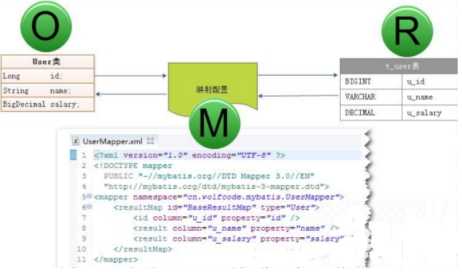 O
R
M
User类
Long id;
String name;
BigDecimal salary;
映射配置
t_user表
BIGINT u_id
VARCHAR u_name
DECIMAL u_salary
UserMapper.xml
1 <?xml version="1.0" encoding="UTF-8" ?>
2 <!DOCTYPE mapper
3 PUBLIC "-//mybatis.org//DTD Mapper 3.0//EN"
4 "http://mybatis.org/dtd/mybatis-3-mapper.dtd">
5 <mapper namespace="cn.wolfcode.mybatis.UserMapper">
6 <resultMap id="BaseResultMap" type="User">
7 <id column="u_id" property="id" />
8 <result column="u_name" property="name" />
9 <result column="u_salary" property="salary"
10 </resultMap>
11 </mapper>